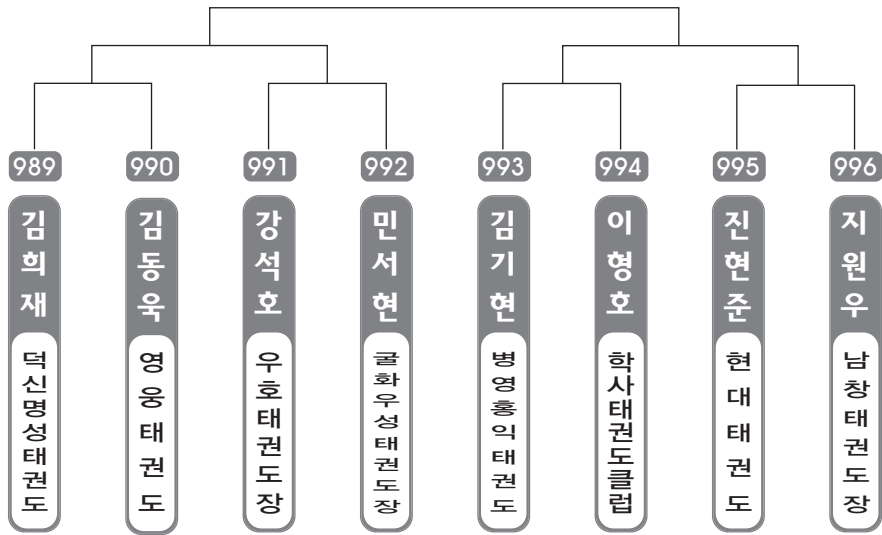 989
990
991
992
993
994
995
996
김희재
김동욱
강석호
민서현
김기현
이형호
진현준
지원우
덕신명성태권도
영웅태권도
우호태권도장
굴화우성태권도장
병영홍익태권도
학사태권도클럽
현대태권도
남창태권도장